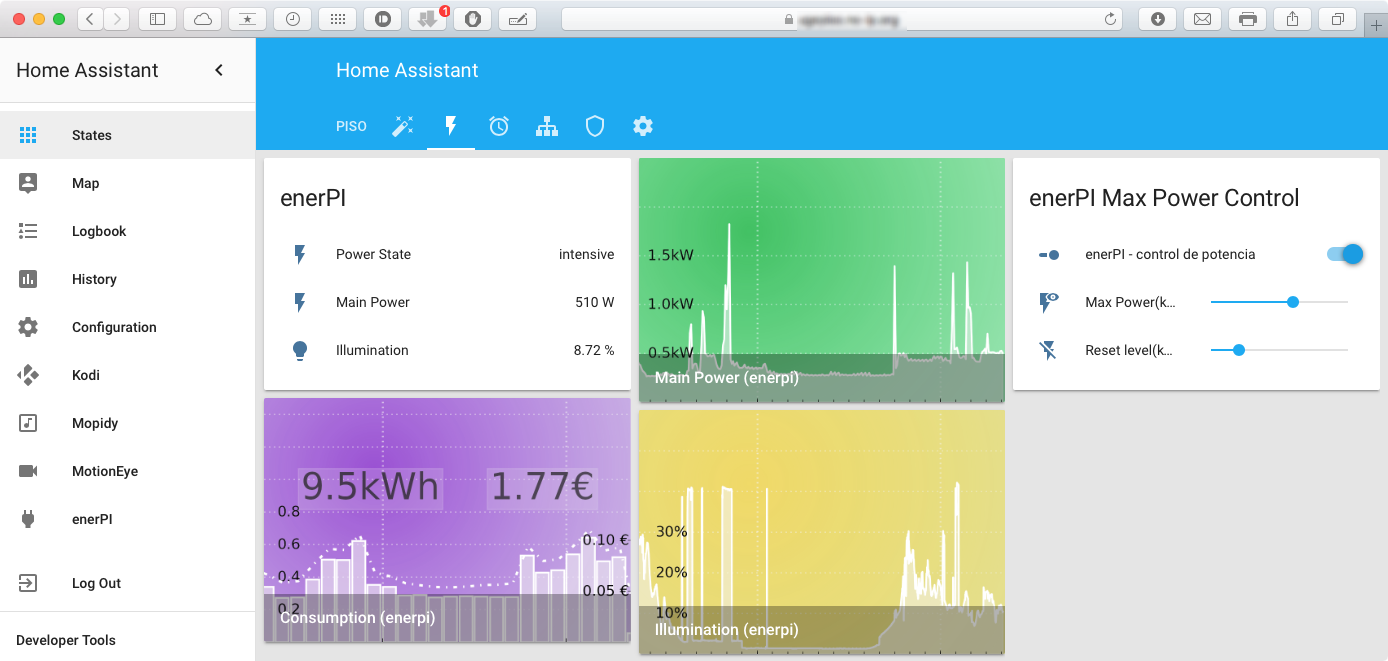 1
Home Assistant
Home Assistant
PISO
States
Map
Logbook
History
Configuration
Kodi
Mopidy
MotionEye
enerPI
Log Out
Developer Tools
enerPI
Power State intensive
Main Power 510 W
Illumination 8.72 %
9.5kWh 1.77€
0.8
0.6
0.4
0.2
0.10 €
0.05 €
Consumption (enerpi)
1.5kW
1.0kW
0.5kW
Main Power (enerpi)
30%
20%
10%
Illumination (enerpi)
enerPI Max Power Control
enerPI - control de potencia
Max Power(k...
Reset level(k...